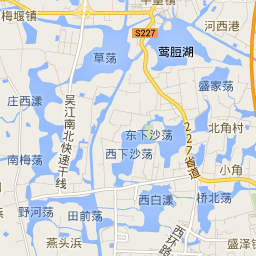 梅堰镇
平望镇
河西港
S227
草荡
莺脰湖
盛家荡
庄西漾
吴江南北快速干线
东下沙荡
北角村
227省道
南梅荡
西下沙荡
小角
西白漾
桥北荡
野河荡
田前荡
燕头浜
西环路
盛泽镇